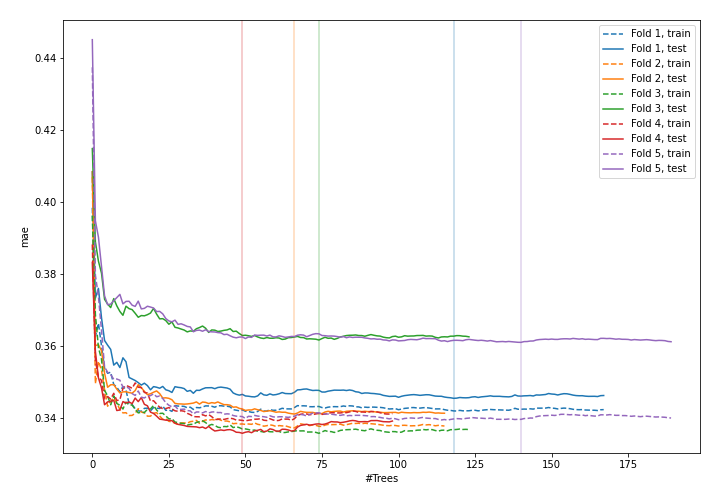 0.44
0.42
0.40
0.38
0.36
0.34
mae
0 25 50 75 100 125 150 175
#Trees
Fold 1, train
Fold 1, test
Fold 2, train
Fold 2, test
Fold 3, train
Fold 3, test
Fold 4, train
Fold 4, test
Fold 5, train
Fold 5, test